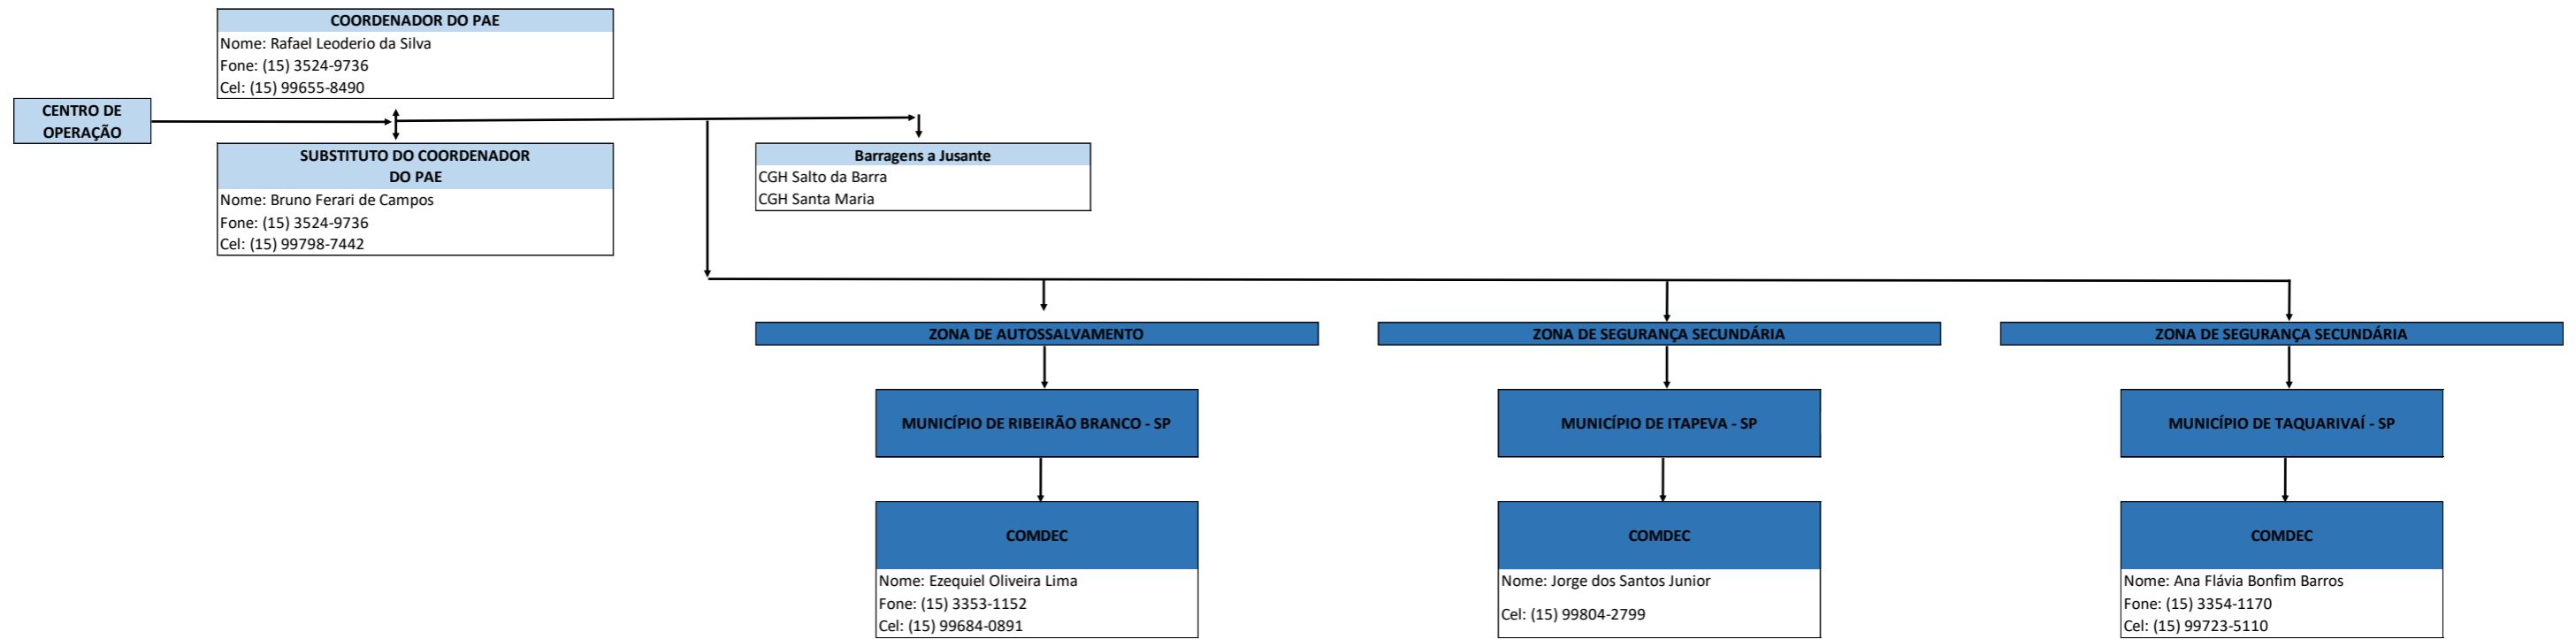 COORDENADOR DO PAE
Nome: Rafael Leoderio da Silva
Fone: (15) 3524-9736
Cel: (15) 99655-8490
CENTRO DE
OPERAÇÃO
SUBSTITUTO DO COORDENADOR
DO PAE
Nome: Bruno Ferari de Campos
Fone: (15) 3524-9736
Cel: (15) 99798-7442
Barragens a Jusante
CGH Salto da Barra
CGH Santa Maria
ZONA DE AUTOSSALVAMENTO
MUNICÍPIO DE RIBEIRÃO BRANCO - SP
COMDEC
Nome: Ezequiel Oliveira Lima
Fone: (15) 3353-1152
Cel: (15) 99684-0891
ZONA DE SEGURANÇA SECUNDÁRIA
MUNICÍPIO DE ITAPEVA - SP
COMDEC
Nome: Jorge dos Santos Junior
Cel: (15) 99804-2799
ZONA DE SEGURANÇA SECUNDÁRIA
MUNICÍPIO DE TAQUARIVAÍ - SP
COMDEC
Nome: Ana Flávia Bonfim Barros
Fone: (15) 3354-1170
Cel: (15) 99723-5110